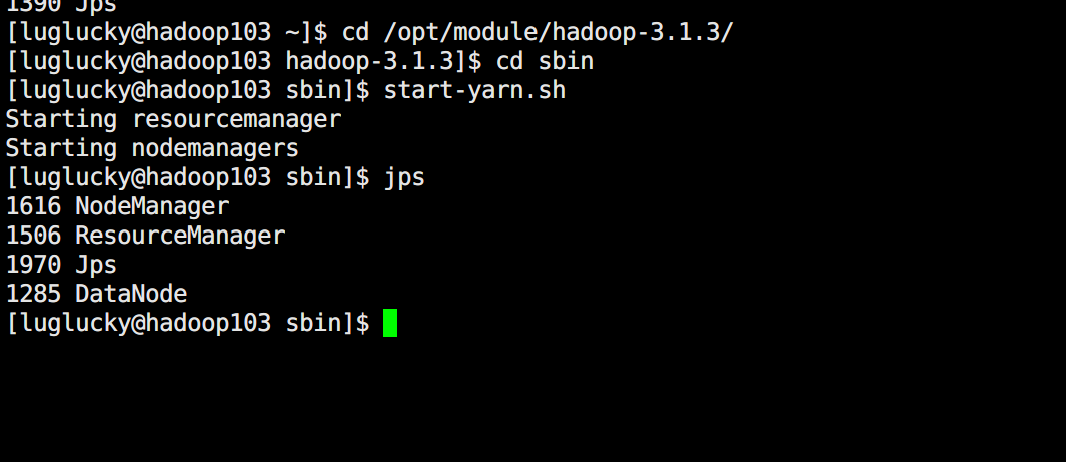 1390 Jps
[luglucky@hadoop103 ~]$ cd /opt/module/hadoop-3.1.3/
[luglucky@hadoop103 hadoop-3.1.3]$ cd sbin
[luglucky@hadoop103 sbin]$ start-yarn.sh
Starting resourcemanager
Starting nodemanagers
[luglucky@hadoop103 sbin]$ jps
1616 NodeManager
1506 ResourceManager
1970 Jps
1285 DataNode
[luglucky@hadoop103 sbin]$